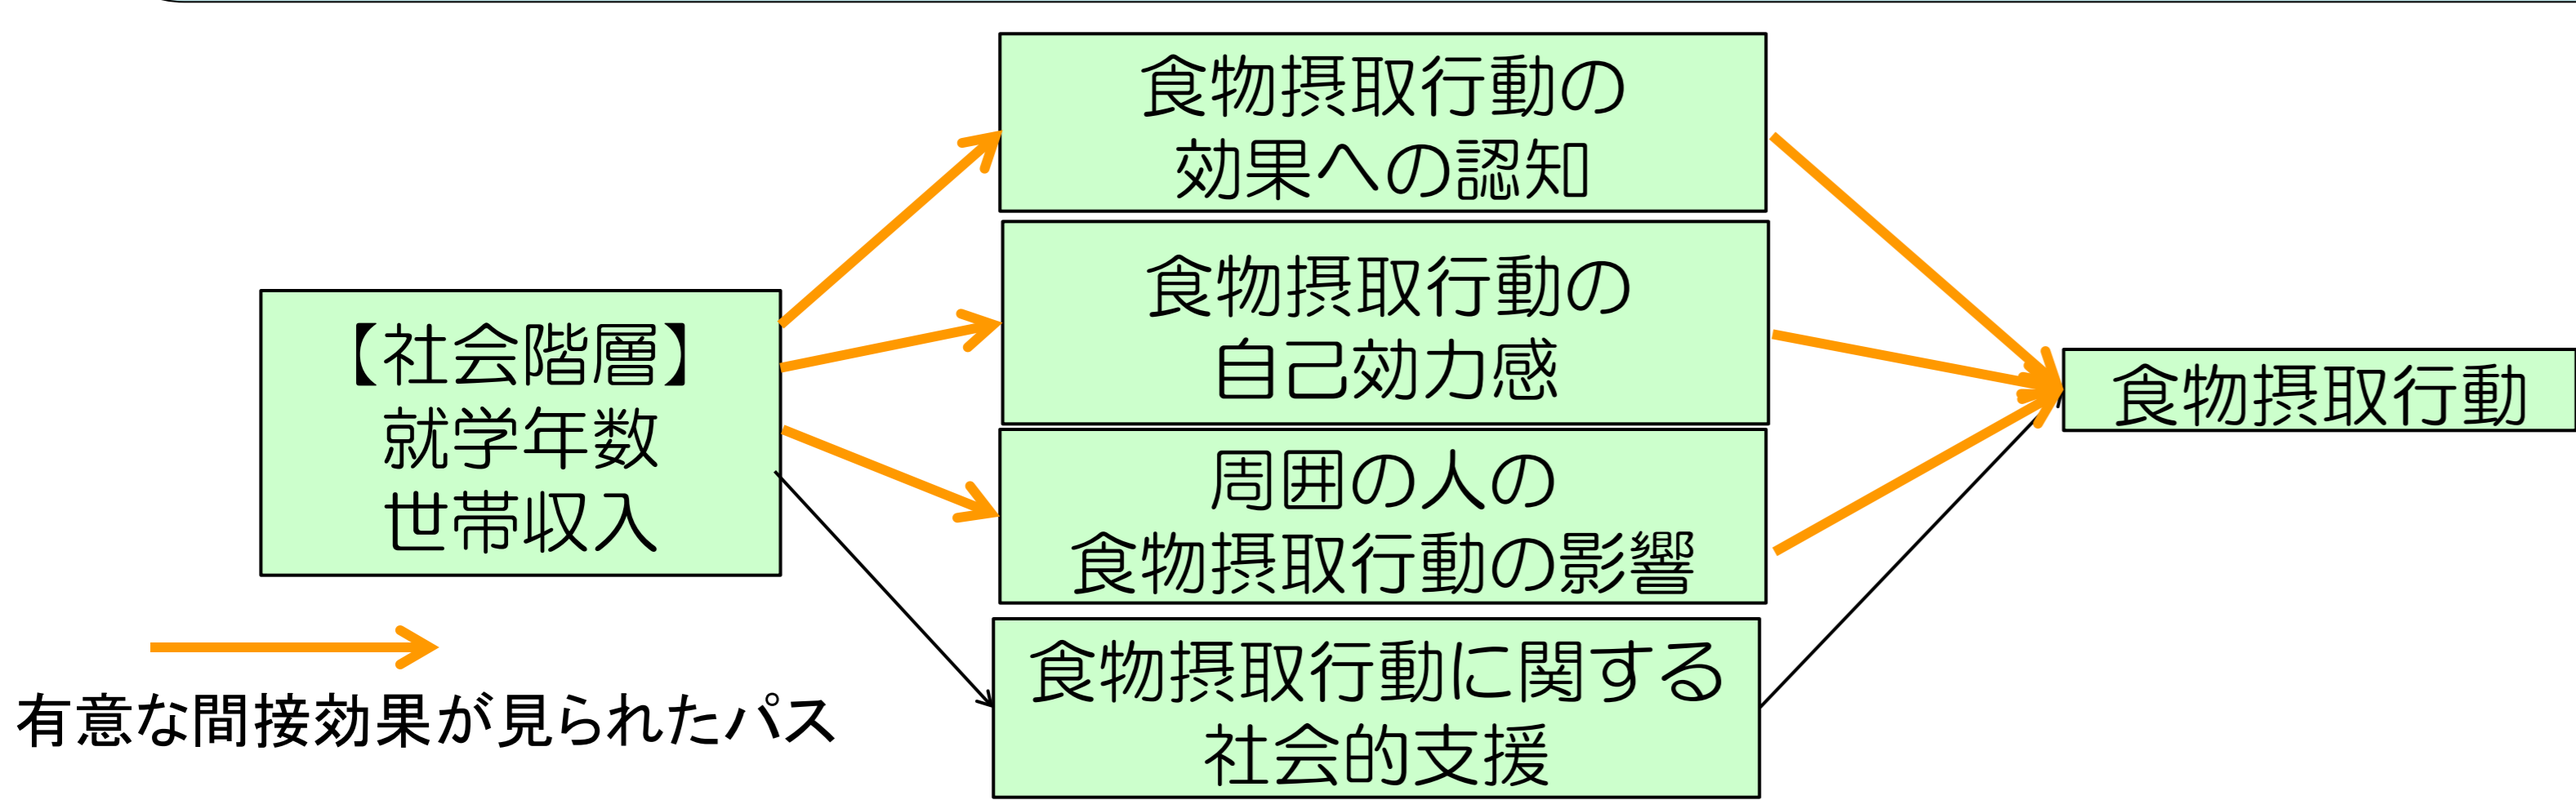 食物摂取行動の
効果への認知
食物摂取行動の
自己効力感
【社会階層】
就学年数
世帯収入
食物摂取行動
周囲の人の
食物摂取行動の影響
食物摂取行動に関する
社会的支援
有意な間接効果が見られたパス